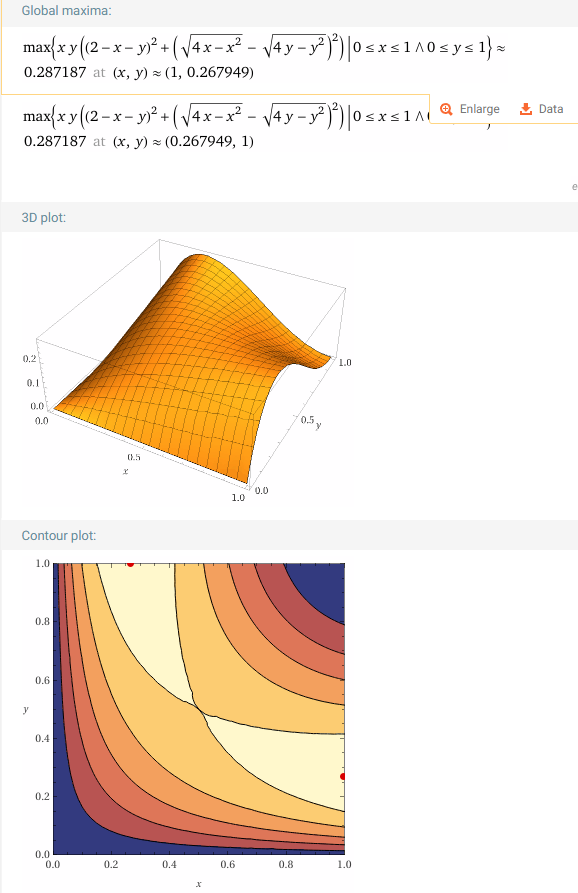 Global maxima:
max{x y((2 − x − y)² + (√(4 x − x²) − √(4 y − y²))²) | 0 ≤ x ≤ 1 ∧ 0 ≤ y ≤ 1} ≈
0.287187 at (x, y) ≈ (1, 0.267949)
max{x y((2 − x − y)² + (√(4 x − x²) − √(4 y − y²))²) | 0 ≤ x ≤ 1 ∧
Enlarge Data
0.287187 at (x, y) ≈ (0.267949, 1)
e
3D plot:
0.2
0.1
0.0
0.0
0.5
x
1.0
0.0
0.5
y
1.0
Contour plot:
1.0
0.8
0.6
y
0.4
0.2
0.0
0.0 0.2 0.4 0.6 0.8 1.0
x